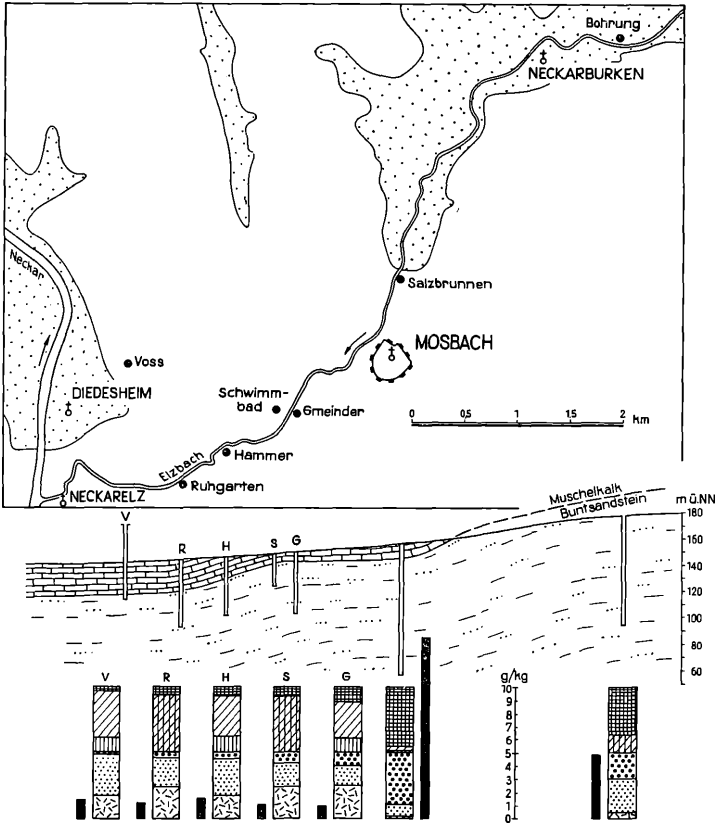 Bohrung
NECKARBURKEN
Neckar
Salzbrunnen
MOSBACH
Voss
DIEDESHEIM
Schwimm-
bad
Gmeinder
0 0,5 1 1,5 2 km
Hammer
Elzbach
Ruhgarten
NECKARELZ
Muschelkalk
Buntsandstein
m ü.NN
V R H S G
180
160
140
120
100
80
60
V R H S G
g/kg
10
9
8
7
6
5
4
3
2
1
0